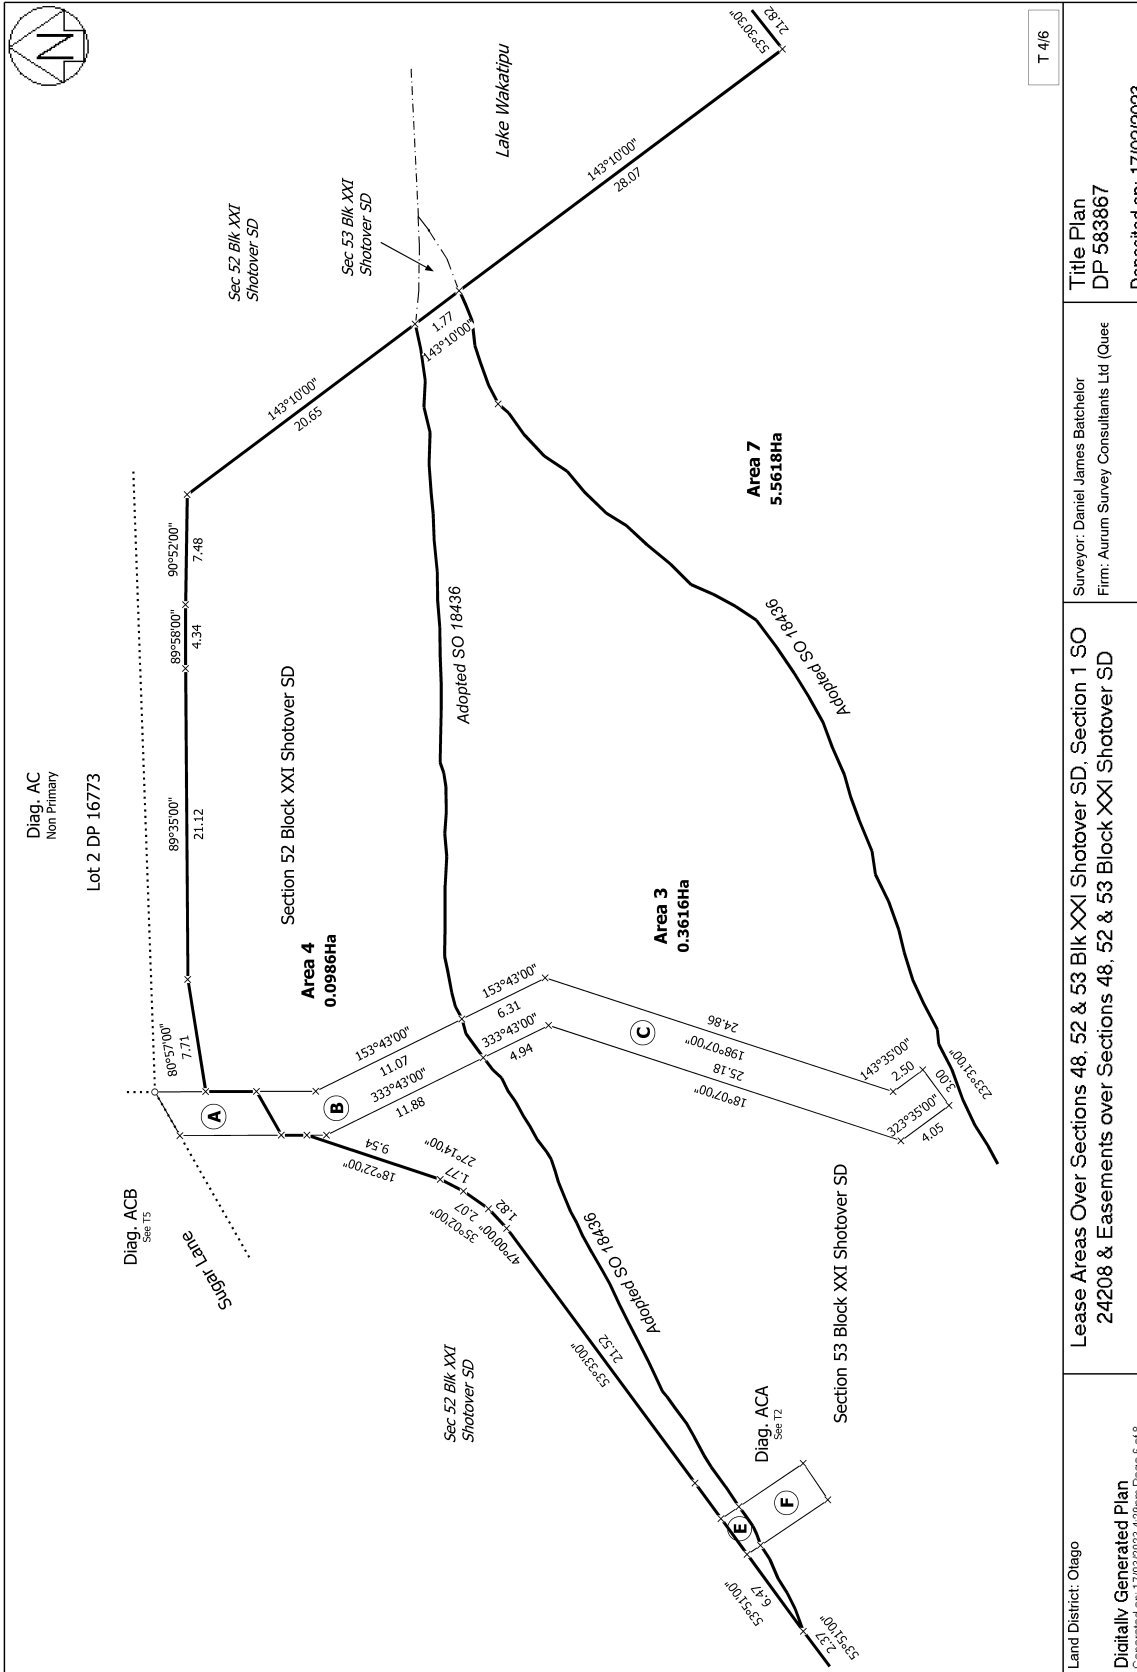 N
T 4/6
Diag. AC
Non Primary
Lot 2 DP 16773
80°57'00"
7.71
89°35'00"
21.12
89°58'00"
4.34
90°52'00"
7.48
143°10'00"
20.65
Sec 52 Blk XXI
Shotover SD
Sec 53 Blk XXI
Shotover SD
1.77
143°10'00"
Lake Wakatipu
143°10'00"
28.07
53°30'30"
21.82
Diag. ACB
See T5
Sugar Lane
A
B
Area 4
0.0986Ha
Section 52 Block XXI Shotover SD
153°43'00"
11.07
333°43'00"
11.88
153°43'00"
6.31
333°43'00"
4.94
Adopted SO 18436
18°22'00"
9.54
27°14'00"
1.77
35°02'00"
2.07
47°00'00"
1.82
53°33'00"
21.52
Sec 52 Blk XXI
Shotover SD
Adopted SO 18436
C
24.86
198°07'00"
25.18
18°07'00"
143°35'00"
2.50
3.00
233°31'00"
323°35'00"
4.05
Area 3
0.3616Ha
Area 7
5.5618Ha
Adopted SO 18436
Section 53 Block XXI Shotover SD
Diag. ACA
See T2
E
F
53°51'00"
6.47
2.37
53°51'00"
Land District: Otago
Digitally Generated Plan
Lease Areas Over Sections 48, 52 & 53 Blk XXI Shotover SD, Section 1 SO
24208 & Easements over Sections 48, 52 & 53 Block XXI Shotover SD
Surveyor: Daniel James Batchelor
Firm: Aurum Survey Consultants Ltd (Quee
Title Plan
DP 583867
Deposited on: 17/02/2023